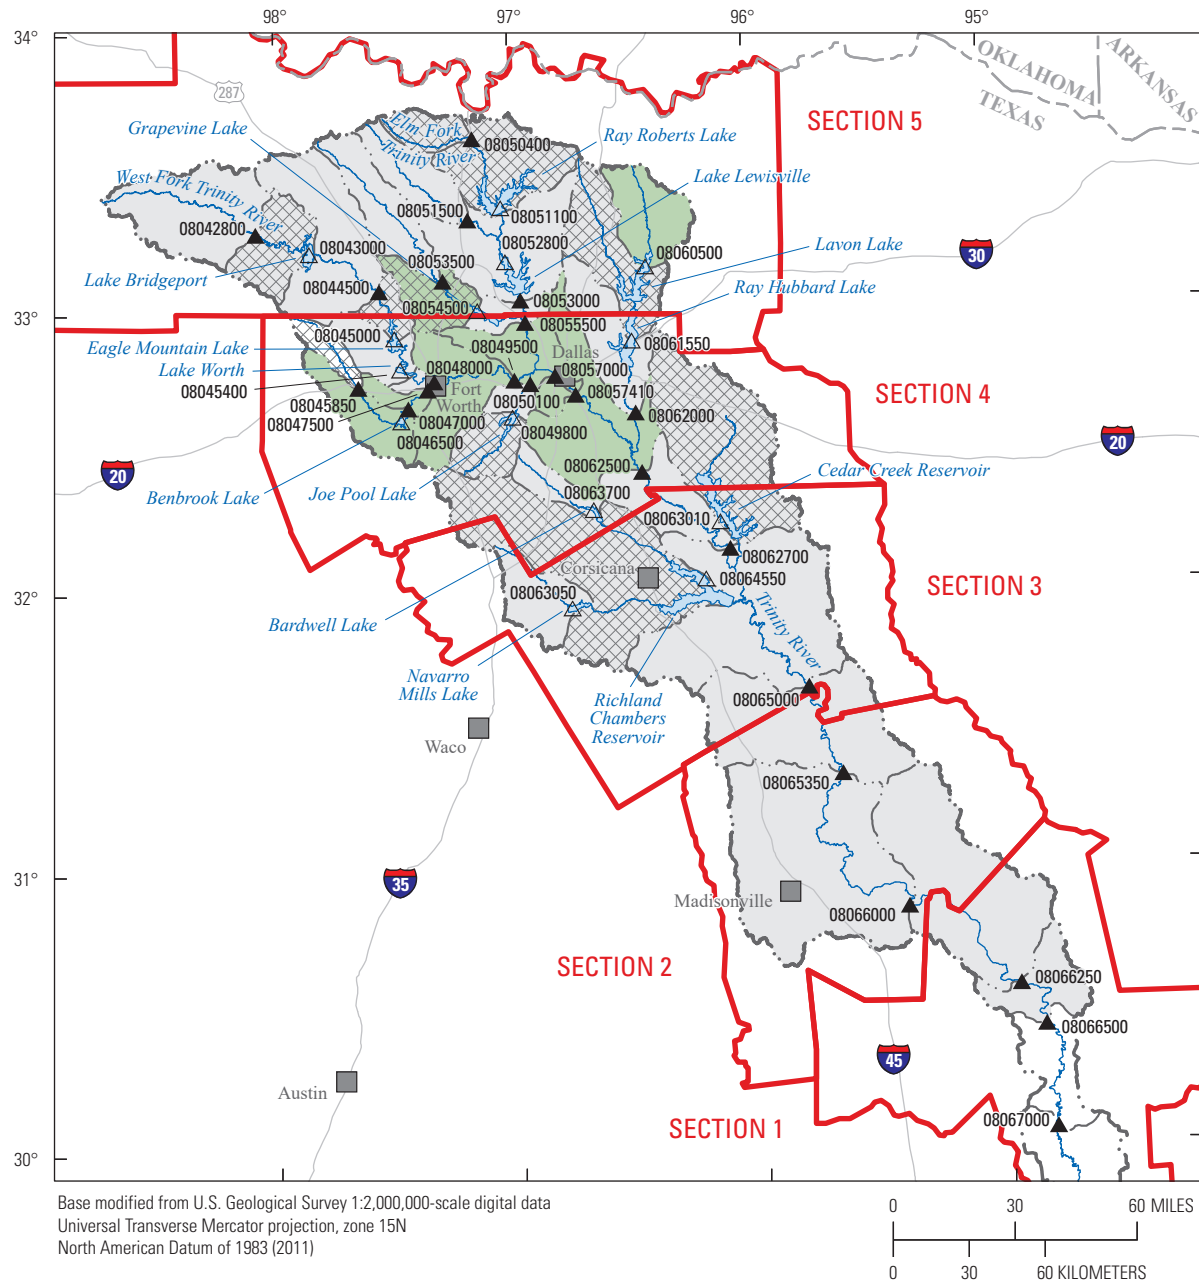 98°
97°
96°
95°
34°
33°
32°
31°
30°
287
OKLAHOMA
TEXAS
ARKANSAS
SECTION 5
Grapevine Lake
Elm Fork
Trinity River
08050400
Ray Roberts Lake
Lake Lewisville
West Fork Trinity River
08042800
08051500
08051100
08052800
08043000
08053500
08060500
Lavon Lake
30
Lake Bridgeport
08044500
08054500
08053000
Ray Hubbard Lake
08055500
08045000
08049500
Dallas
08061550
Eagle Mountain Lake
Lake Worth
08045400
08048000
08057000
Fort
Worth
08050100
08057410
SECTION 4
08045850
08047500
08047000
08046500
08049800
08062000
20
20
08062500
Cedar Creek Reservoir
Benbrook Lake
Joe Pool Lake
08063700
08063010
08062700
Corsicana
08064550
SECTION 3
08063050
Bardwell Lake
Trinity River
Navarro
Mills Lake
Richland
Chambers
Reservoir
08065000
Waco
08065350
35
Madisonville
08066000
SECTION 2
08066250
08066500
45
Austin
SECTION 1
08067000
Base modified from U.S. Geological Survey 1:2,000,000-scale digital data
Universal Transverse Mercator projection, zone 15N
North American Datum of 1983 (2011)
0 30 60 MILES
0 30 60 KILOMETERS